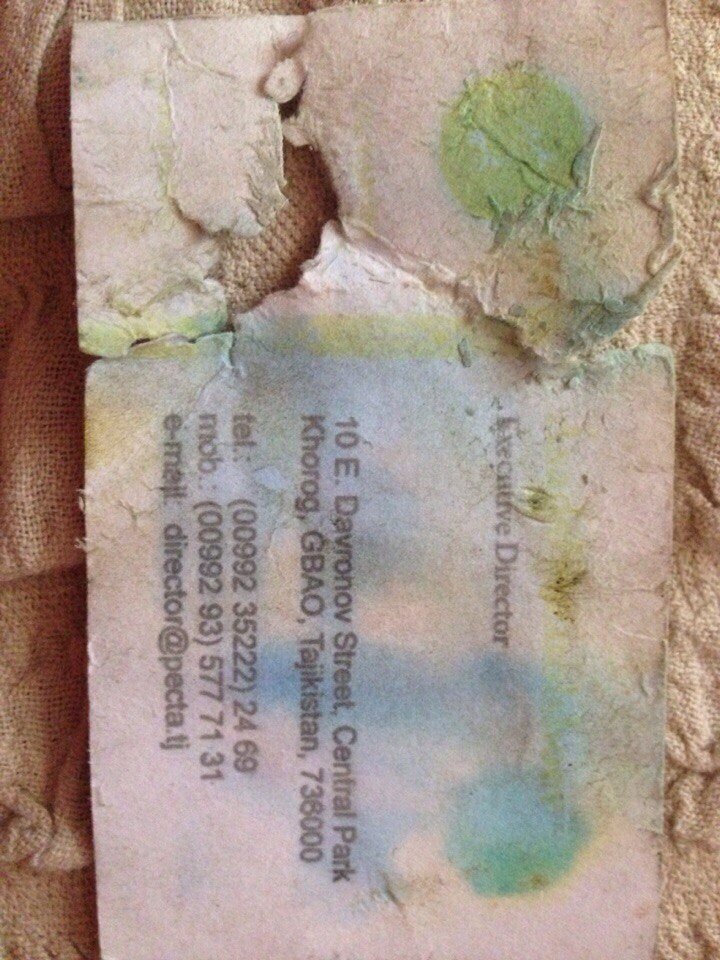 Executive Director
10 E. Davronov Street, Central Park
Khorog, GBAO, Tajikistan, 736000
tel.: (00992 35222) 24 69
mob.: (00992 93) 577 71 31
e-mail: director@pecta.tj